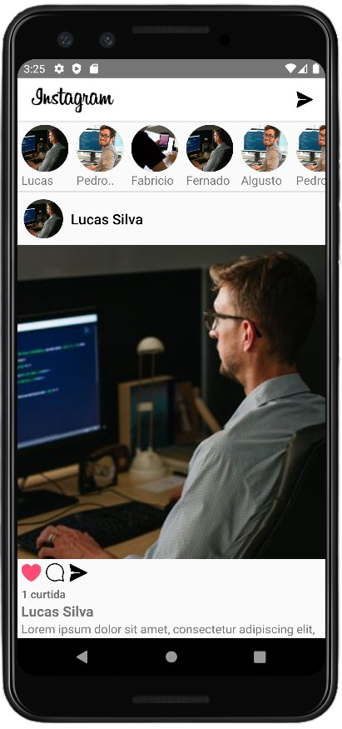 3:25
Instagram
Lucas Pedro.. Fabricio Fernado Algusto Pedro
Lucas Silva
1 curtida
Lucas Silva
Lorem ipsum dolor sit amet, consectetur adipiscing elit,